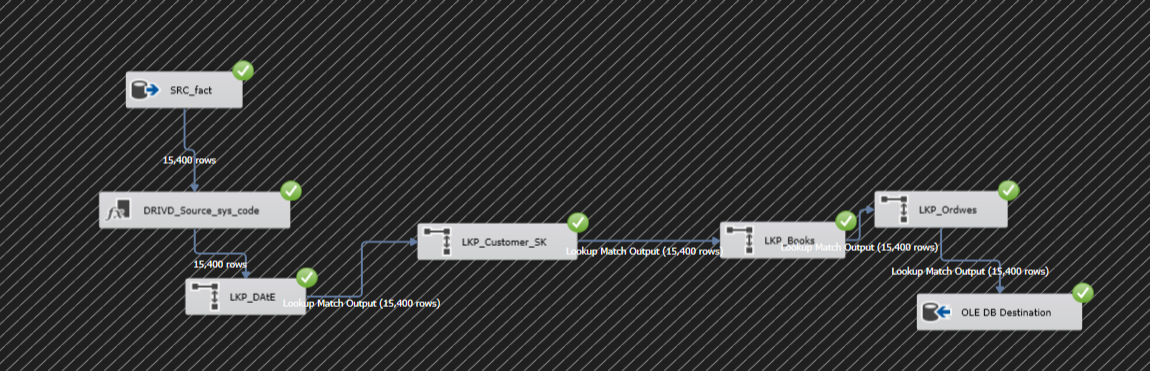 SRC_fact
15,400 rows
DRIVD_Source_sys_code
15,400 rows
LKP_DAtE
Lookup Match Output (15,400 rows)
LKP_Customer_SK
Lookup Match Output (15,400 rows)
LKP_Books
Lookup Match Output (15,400 rows)
LKP_Ordwes
Lookup Match Output (15,400 rows)
OLE DB Destination